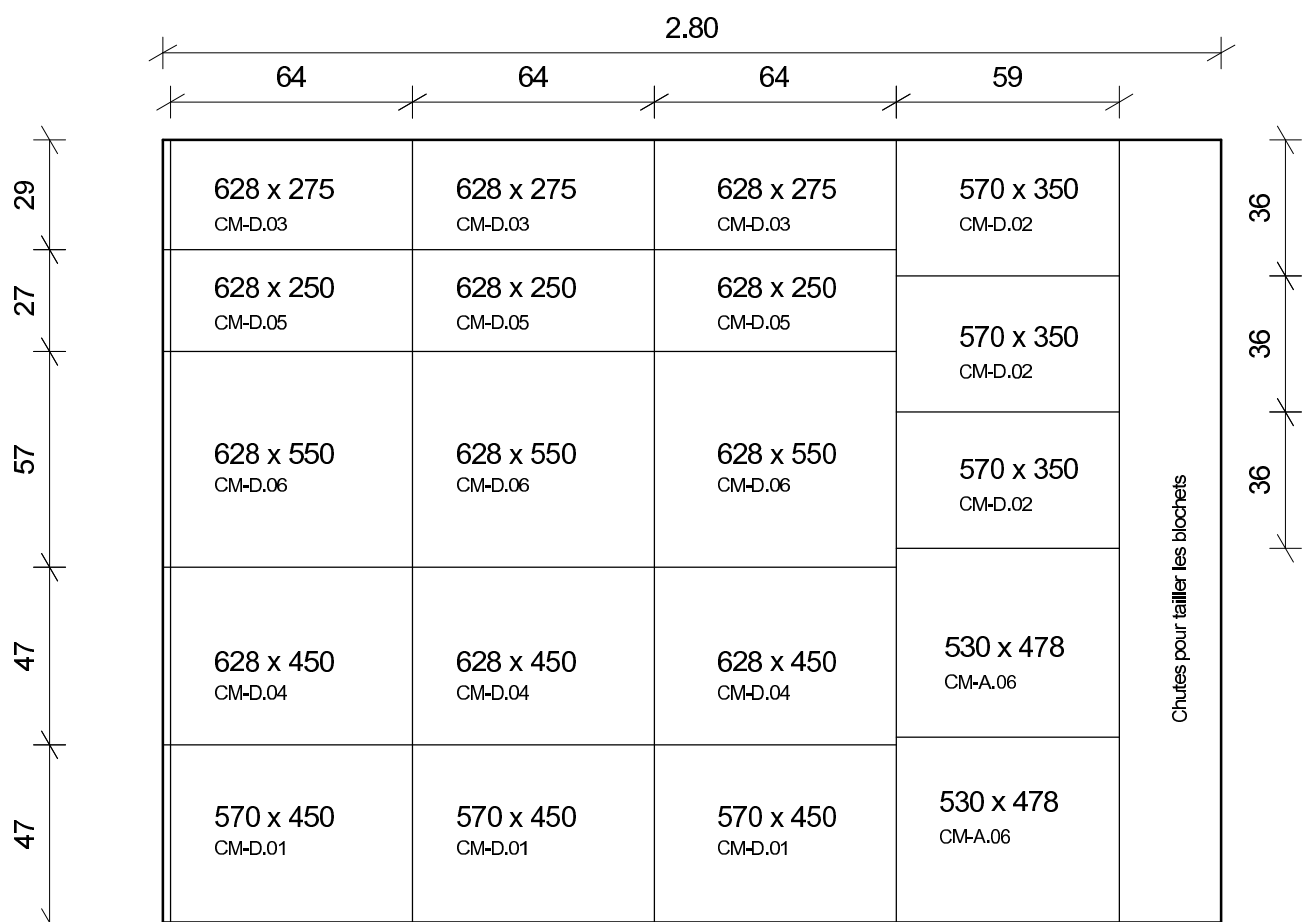 2.80
64 64 64 59
29
27
57
47
47
628 x 275
CM-D.03
628 x 275
CM-D.03
628 x 275
CM-D.03
570 x 350
CM-D.02
628 x 250
CM-D.05
628 x 250
CM-D.05
628 x 250
CM-D.05
570 x 350
CM-D.02
628 x 550
CM-D.06
628 x 550
CM-D.06
628 x 550
CM-D.06
570 x 350
CM-D.02
628 x 450
CM-D.04
628 x 450
CM-D.04
628 x 450
CM-D.04
530 x 478
CM-A.06
570 x 450
CM-D.01
570 x 450
CM-D.01
570 x 450
CM-D.01
530 x 478
CM-A.06
Chutes pour tailler les blochets
36
36
36